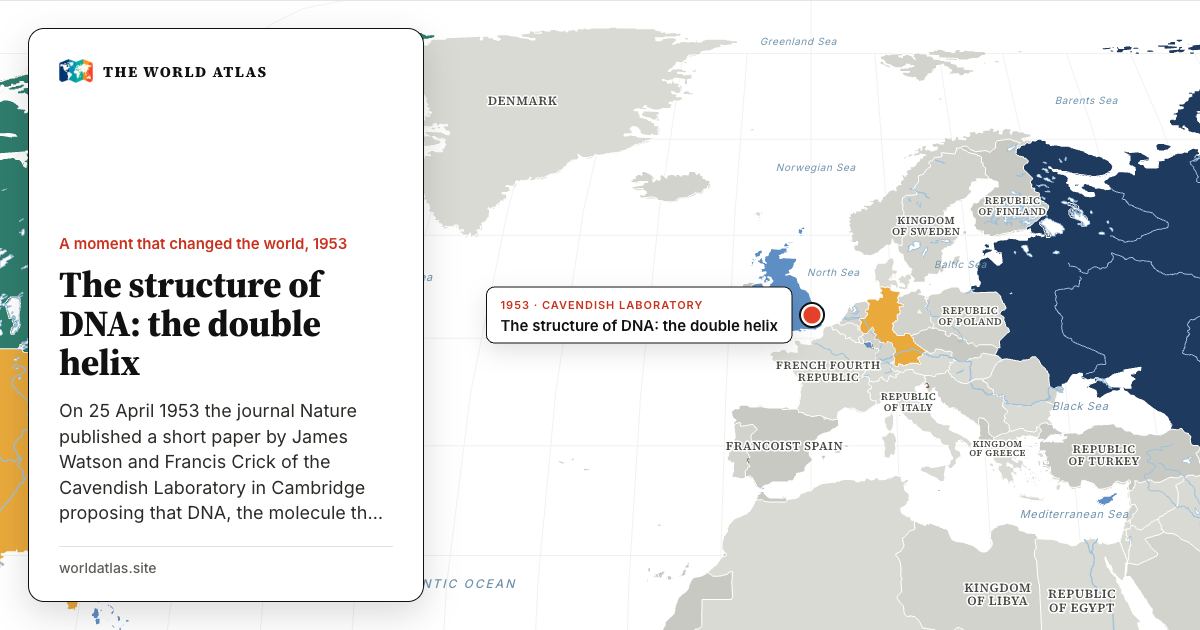 THE WORLD ATLAS
A moment that changed the world, 1953
The structure of
DNA: the double
helix
On 25 April 1953 the journal Nature
published a short paper by James
Watson and Francis Crick of the
Cavendish Laboratory in Cambridge
proposing that DNA, the molecule th...
worldatlas.site
Greenland Sea
DENMARK
Barents Sea
Norwegian Sea
REPUBLIC
OF FINLAND
KINGDOM
OF SWEDEN
North Sea
Baltic Sea
1953 · CAVENDISH LABORATORY
The structure of DNA: the double helix
REPUBLIC
OF POLAND
FRENCH FOURTH
REPUBLIC
REPUBLIC
OF ITALY
Black Sea
FRANCOIST SPAIN
KINGDOM
OF GREECE
REPUBLIC
OF TURKEY
Mediterranean Sea
NTIC OCEAN
KINGDOM
OF LIBYA
REPUBLIC
OF EGYPT